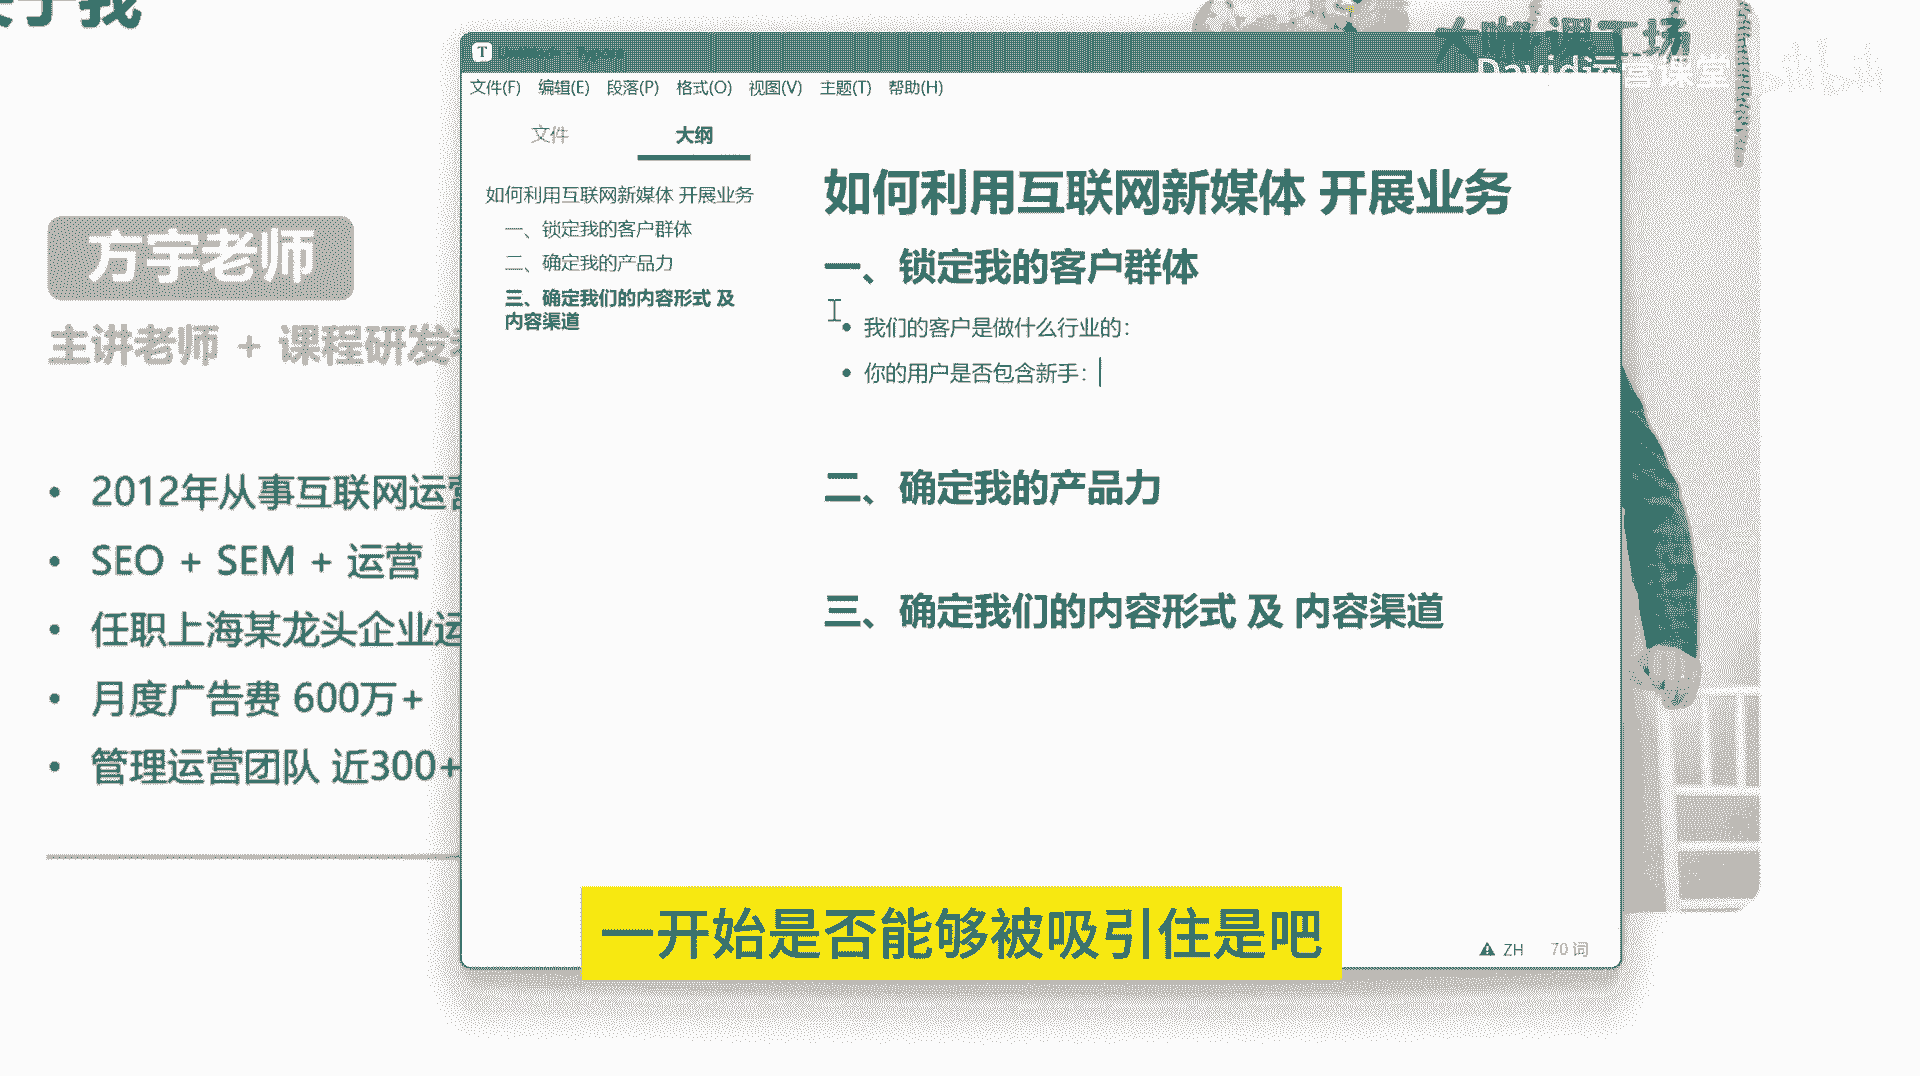 关于我
大咖课工场
David运营课堂
方宇老师
主讲老师 + 课程研发
2012年从事互联网运营
SEO + SEM + 运营
任职上海某龙头企业运
月度广告费 600万+
管理运营团队 近300+
Untitled - Typora
文件(F) 编辑(E) 段落(P) 格式(O) 视图(V) 主题(T) 帮助(H)
文件 大纲
如何利用互联网新媒体 开展业务
一、锁定我的客户群体
二、确定我的产品力
三、确定我们的内容形式 及
内容渠道
如何利用互联网新媒体 开展业务
一、锁定我的客户群体
我们的客户是做什么行业的：
你的用户是否包含新手：
二、确定我的产品力
三、确定我们的内容形式 及 内容渠道
ZH 70 词
一开始是否能够被吸引住是吧